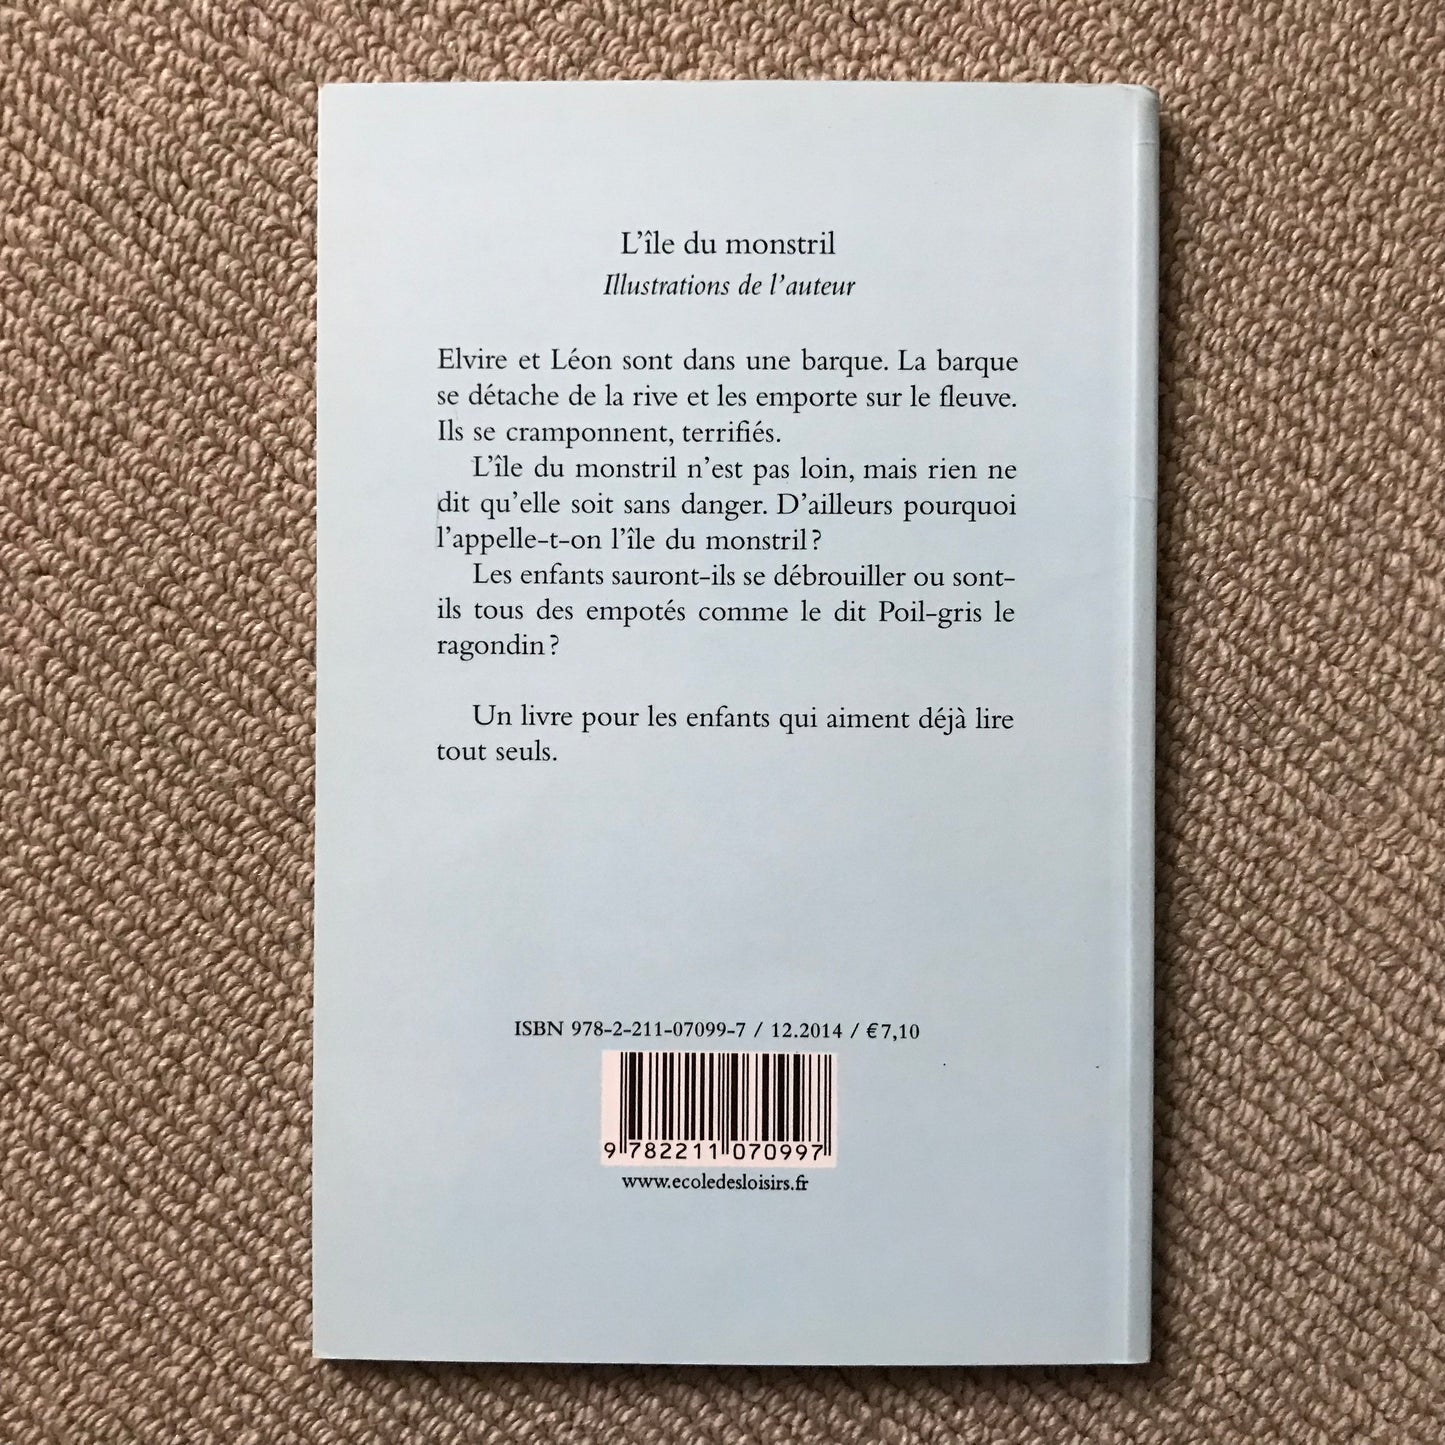 L'île du monstril
Illustrations de l'auteur
Elvire et Léon sont dans une barque. La barque
se détache de la rive et les emporte sur le fleuve.
Ils se cramponnent, terrifiés.
L'île du monstril n'est pas loin, mais rien ne
dit qu'elle soit sans danger. D'ailleurs pourquoi
l'appelle-t-on l'île du monstril ?
Les enfants sauront-ils se débrouiller ou sont-
ils tous des empotés comme le dit Poil-gris le
ragondin ?
Un livre pour les enfants qui aiment déjà lire
tout seuls.
ISBN 978-2-211-07099-7 / 12.2014 / € 7,10
9 782211 070997
www.ecoledesloisirs.fr